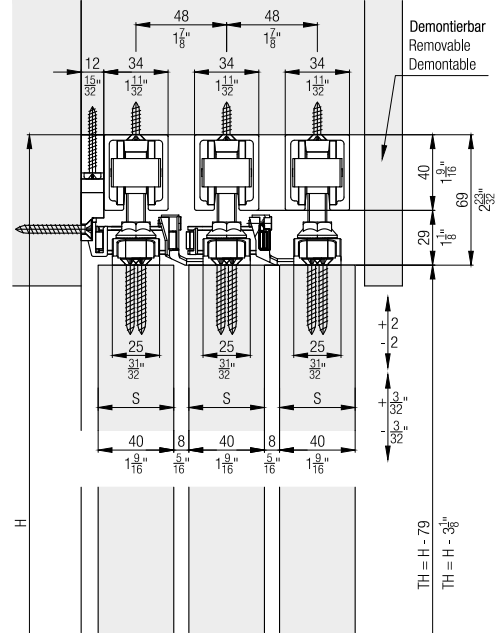 48 48
1 7/8" 1 7/8"
Demontierbar
Removable
Demontable
12 34 34 34
15/32" 1 11/32" 1 11/32" 1 11/32"
40
1 9/16"
69
2 23/32"
29
1 1/8"
25 25 25
31/32" 31/32" 31/32"
+ 2
- 2
S S S
+ 3/32"
- 3/32"
40 8 40 8 40
1 9/16" 5/16" 1 9/16" 5/16" 1 9/16"
H
TH = H - 79
TH = H - 3 1/8"